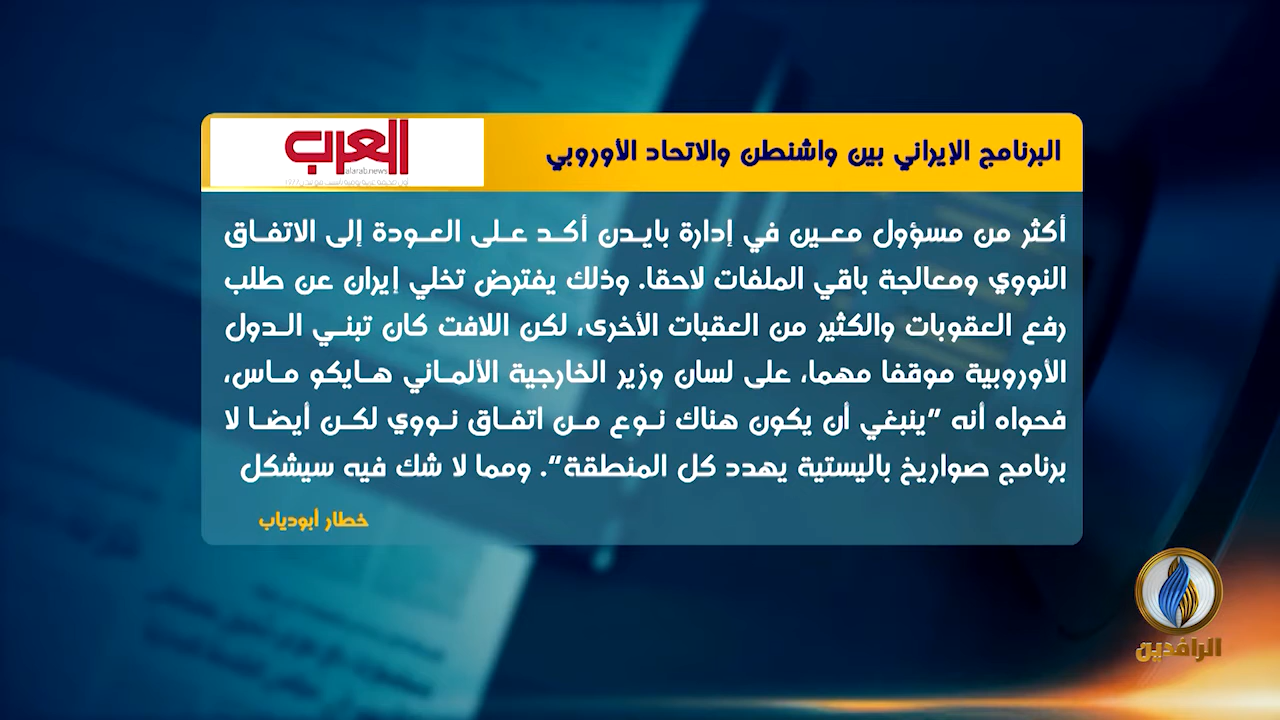 البرنامج الإيراني بين واشنطن والاتحاد الأوروبي
العرب
alarab.news
أكثر من مسؤول معين في إدارة بايدن أكد على العودة إلى الاتفاق
النووي ومعالجة باقي الملفات لاحقا. وذلك يفترض تخلي إيران عن طلب
رفع العقوبات والكثير من العقبات الأخرى، لكن اللافت كان تبني الدول
الأوروبية موقفا مهما، على لسان وزير الخارجية الألماني هايكو ماس،
فحواه أنه “ينبغي أن يكون هناك نوع من اتفاق نووي لكن أيضا لا
برنامج صواريخ باليستية يهدد كل المنطقة”. ومما لا شك فيه سيشكل
خطار أبودياب
الرافدين